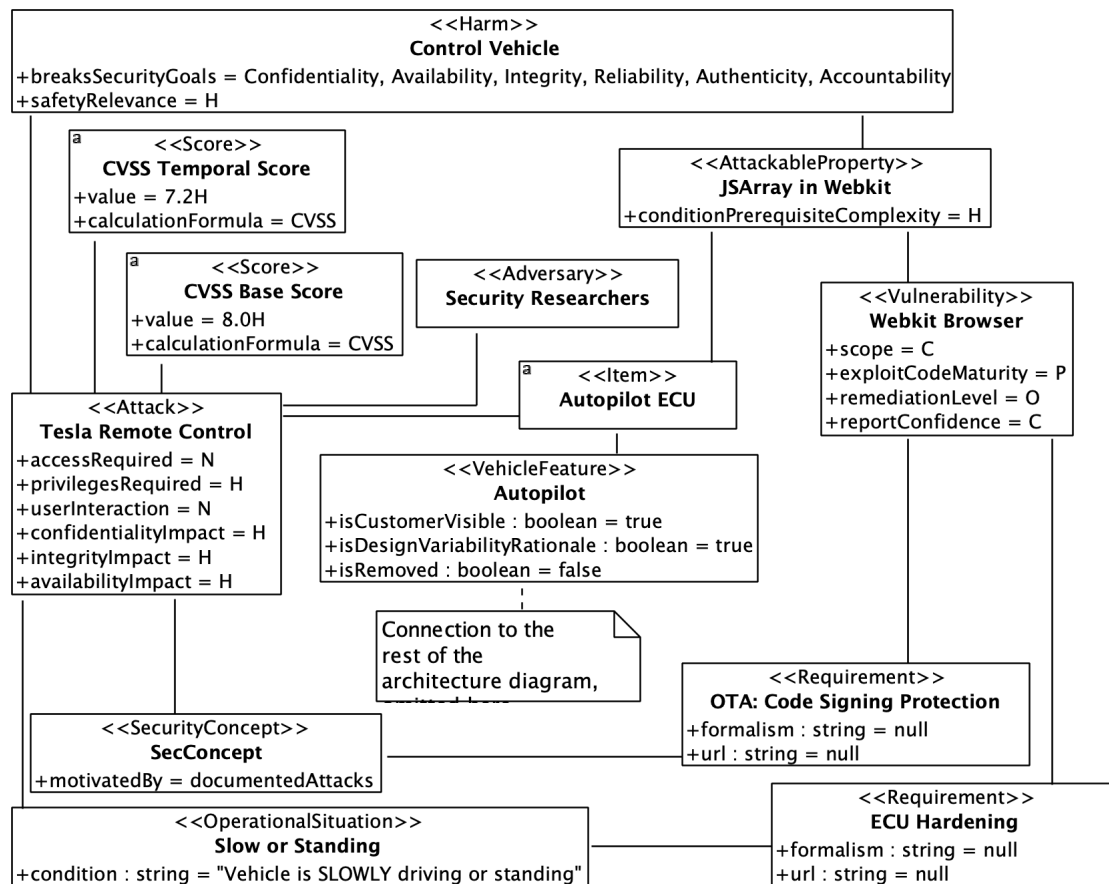 <<Harm>>
Control Vehicle
+breaksSecurityGoals = Confidentiality, Availability, Integrity, Reliability, Authenticity, Accountability
+safetyRelevance = H
a
<<Score>>
CVSS Temporal Score
+value = 7.2H
+calculationFormula = CVSS
<<AttackableProperty>>
JSArray in Webkit
+conditionPrerequisiteComplexity = H
a
<<Score>>
CVSS Base Score
+value = 8.0H
+calculationFormula = CVSS
<<Adversary>>
Security Researchers
<<Vulnerability>>
Webkit Browser
+scope = C
+exploitCodeMaturity = P
+remediationLevel = O
+reportConfidence = C
a
<<Item>>
Autopilot ECU
<<Attack>>
Tesla Remote Control
+accessRequired = N
+privilegesRequired = H
+userInteraction = N
+confidentialityImpact = H
+integrityImpact = H
+availabilityImpact = H
<<VehicleFeature>>
Autopilot
+isCustomerVisible : boolean = true
+isDesignVariabilityRationale : boolean = true
+isRemoved : boolean = false
Connection to the
rest of the
architecture diagram,
omitted here
<<Requirement>>
OTA: Code Signing Protection
+formalism : string = null
+url : string = null
<<SecurityConcept>>
SecConcept
+motivatedBy = documentedAttacks
<<OperationalSituation>>
Slow or Standing
+condition : string = "Vehicle is SLOWLY driving or standing"
<<Requirement>>
ECU Hardening
+formalism : string = null
+url : string = null